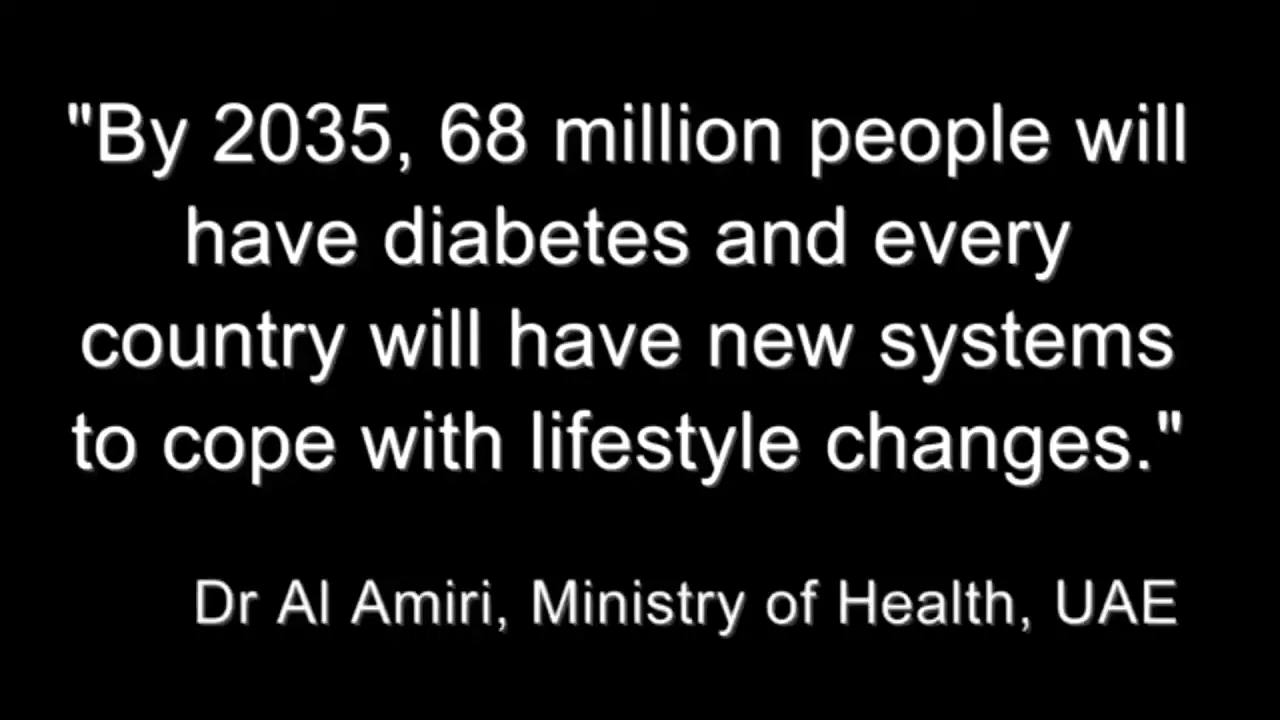 "By 2035, 68 million people will
have diabetes and every
country will have new systems
to cope with lifestyle changes."
Dr Al Amiri, Ministry of Health, UAE